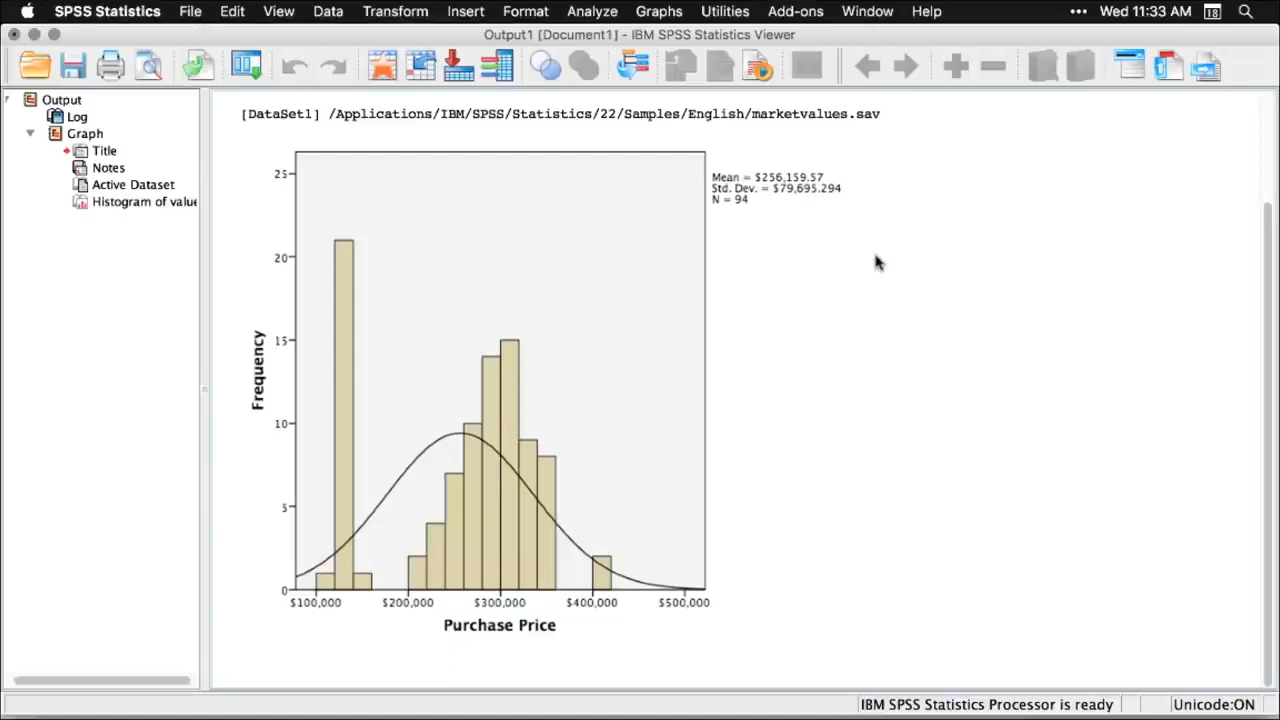 SPSS Statistics File Edit View Data Transform Insert Format Analyze Graphs Utilities Add-ons Window Help ••• Wed 11:33 AM 18
Output1 [Document1] - IBM SPSS Statistics Viewer
Output
Log
Graph
Title
Notes
Active Dataset
Histogram of value
[DataSet1] /Applications/IBM/SPSS/Statistics/22/Samples/English/marketvalues.sav
Mean = $256,159.57
Std. Dev. = $79,695.294
N = 94
25
20
15
10
5
0
Frequency
$100,000 $200,000 $300,000 $400,000 $500,000
Purchase Price
IBM SPSS Statistics Processor is ready Unicode:ON